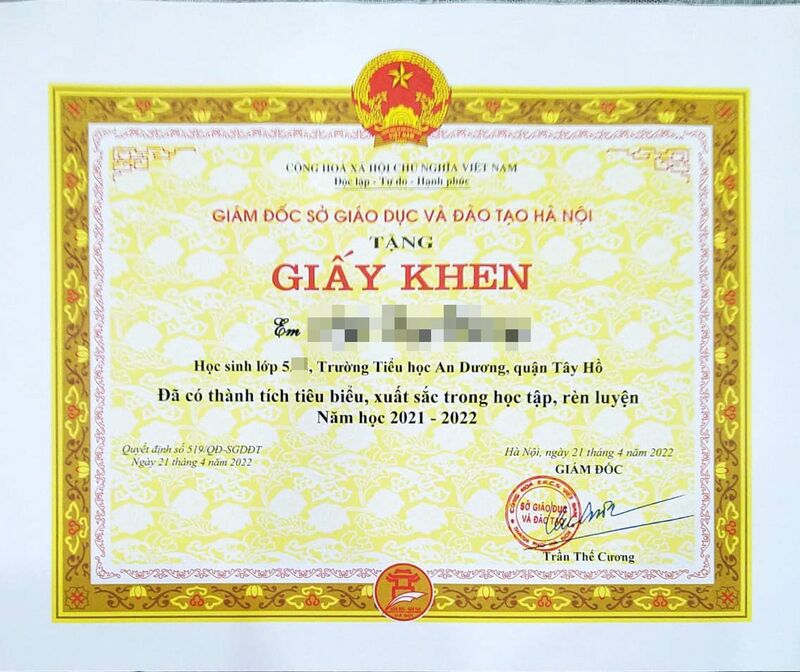 VIỆT NAM
CỘNG HOÀ XÃ HỘI CHỦ NGHĨA VIỆT NAM
Độc lập - Tự do - Hạnh phúc
GIÁM ĐỐC SỞ GIÁO DỤC VÀ ĐÀO TẠO HÀ NỘI
TẶNG
GIẤY KHEN
Em
Học sinh lớp 5, Trường Tiểu học An Dương, quận Tây Hồ
Đã có thành tích tiêu biểu, xuất sắc trong học tập, rèn luyện
Năm học 2021 - 2022
Quyết định số 519/QĐ-SGDĐT
Ngày 21 tháng 4 năm 2022
Hà Nội, ngày 21 tháng 4 năm 2022
GIÁM ĐỐC
SỞ GIÁO DỤC
VÀ ĐÀO TẠO
Trần Thế Cương
HÀ NỘI